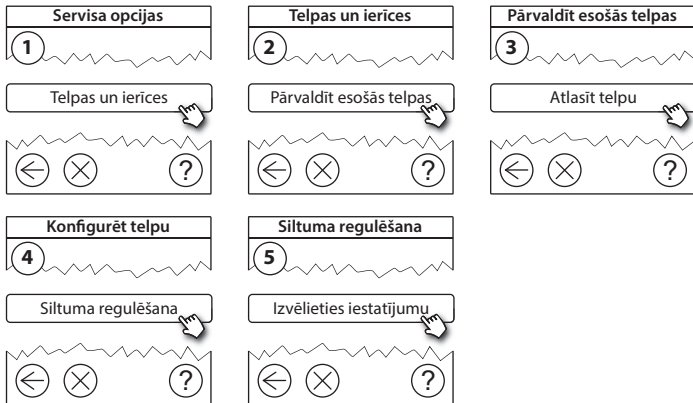 Servisa opcijas
1
Telpas un ierīces
?
Telpas un ierīces
2
Pārvaldīt esošās telpas
?
Pārvaldīt esošās telpas
3
Atlasīt telpu
?
Konfigurēt telpu
4
Siltuma regulēšana
?
Siltuma regulēšana
5
Izvēlieties iestatījumu
?